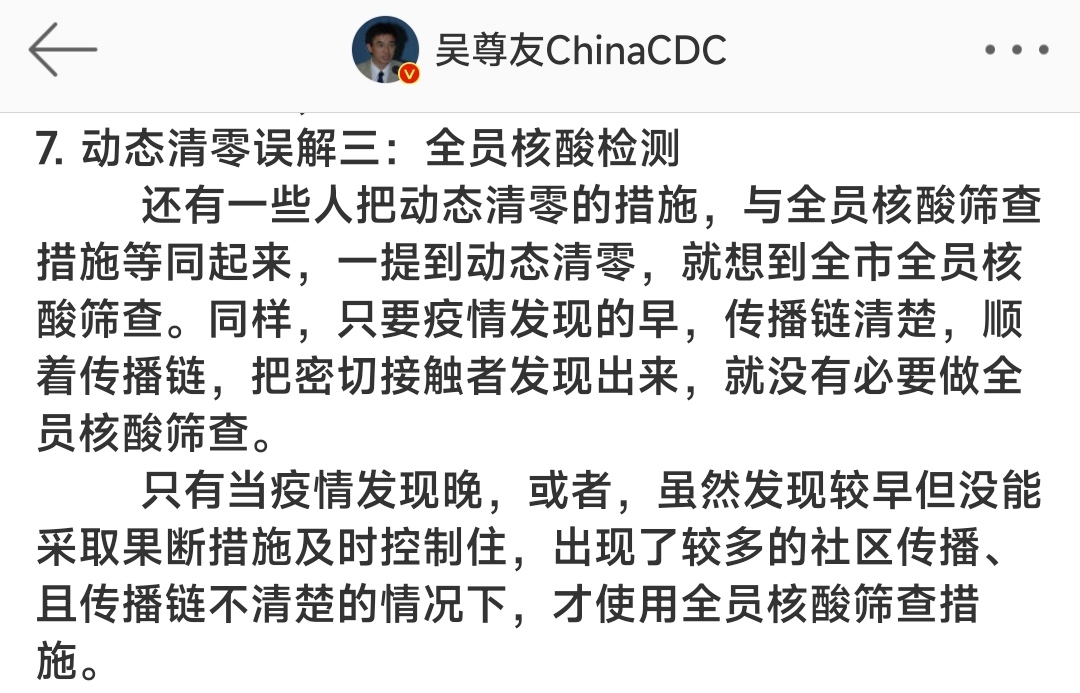 吴尊友ChinaCDC
7. 动态清零误解三：全员核酸检测
还有一些人把动态清零的措施，与全员核酸筛查
措施等同起来，一提到动态清零，就想到全市全员核
酸筛查。同样，只要疫情发现的早，传播链清楚，顺
着传播链，把密切接触者发现出来，就没有必要做全
员核酸筛查。
只有当疫情发现晚，或者，虽然发现较早但没能
采取果断措施及时控制住，出现了较多的社区传播、
且传播链不清楚的情况下，才使用全员核酸筛查措
施。